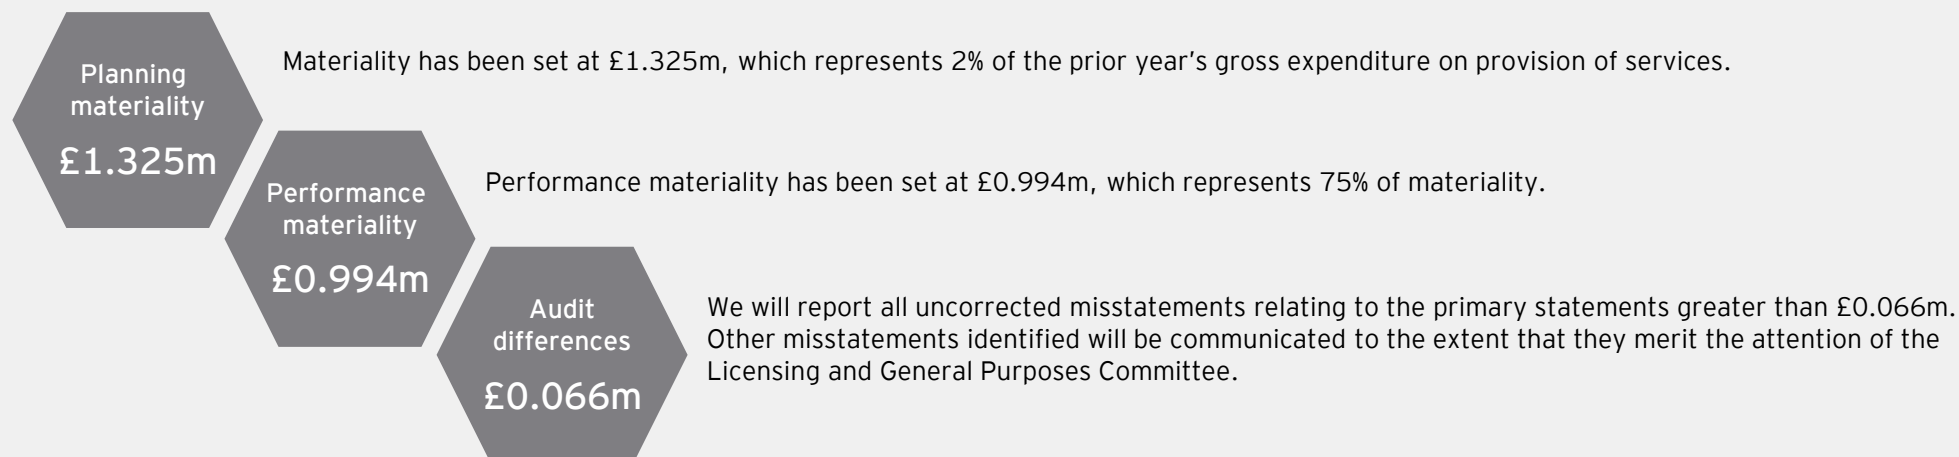 Planning
materiality
£1.325m
Materiality has been set at £1.325m, which represents 2% of the prior year's gross expenditure on provision of services.
Performance
materiality
£0.994m
Performance materiality has been set at £0.994m, which represents 75% of materiality.
Audit
differences
£0.066m
We will report all uncorrected misstatements relating to the primary statements greater than £0.066m.
Other misstatements identified will be communicated to the extent that they merit the attention of the
Licensing and General Purposes Committee.